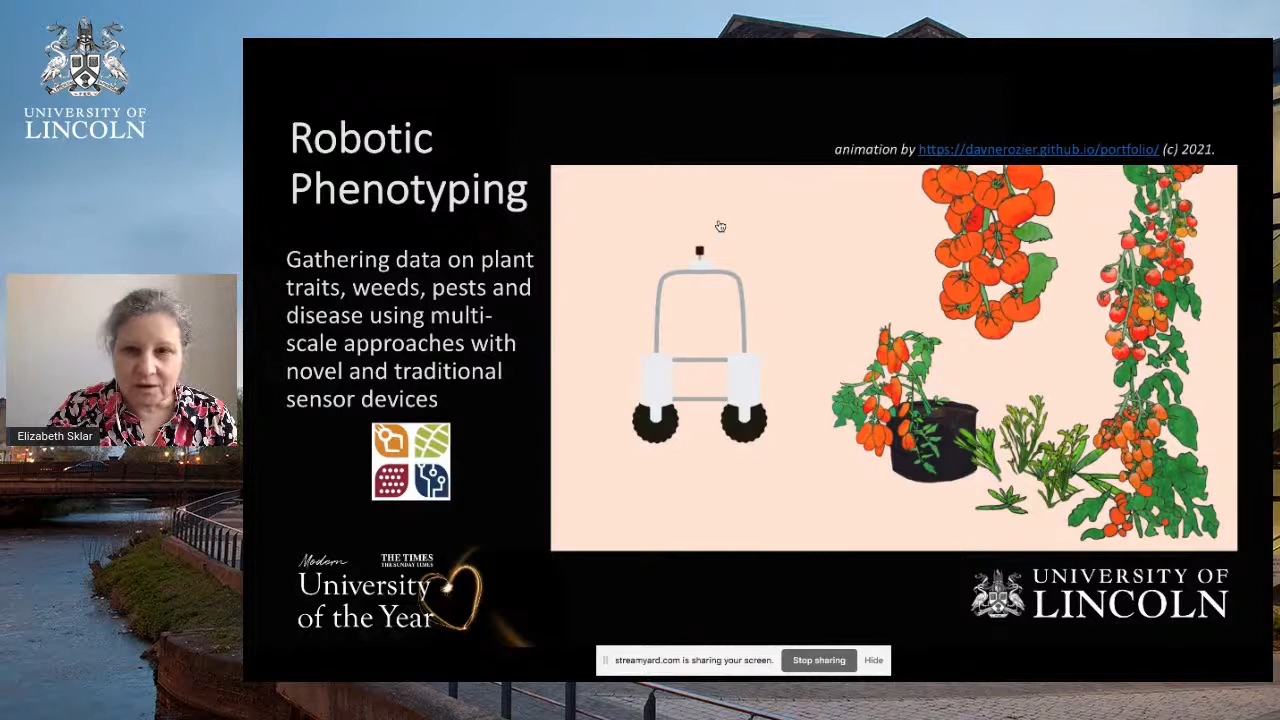 UNIVERSITY OF
LINCOLN
Robotic
Phenotyping
animation by https://daynerozier.github.io/portfolio/ (c) 2021.
Gathering data on plant
traits, weeds, pests and
disease using multi-
scale approaches with
novel and traditional
sensor devices
Elizabeth Sklar
Modern
THE TIMES
THE SUNDAY TIMES
University
of the Year
UNIVERSITY OF
LINCOLN
streamyard.com is sharing your screen.
Stop sharing
Hide